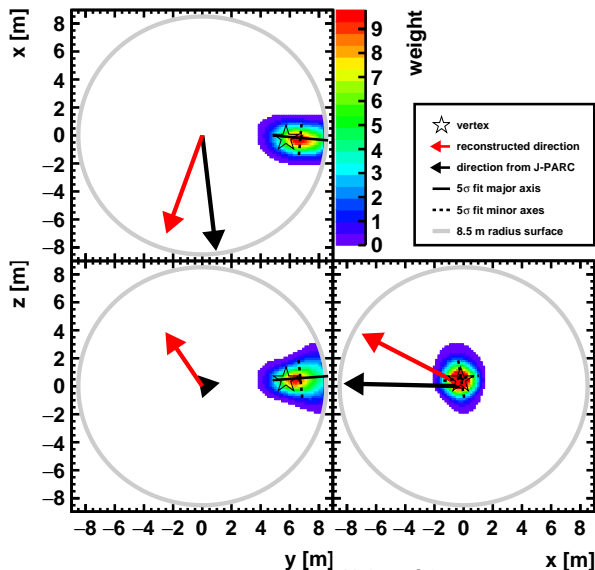 x [m]
8
6
4
2
0
−2
−4
−6
−8
9
8
7
6
5
4
3
2
1
0
weight
vertex
reconstructed direction
direction from J-PARC
5σ fit major axis
5σ fit minor axes
8.5 m radius surface
z [m]
8
6
4
2
0
−2
−4
−6
−8
−8 −6 −4 −2 0 2 4 6 8
y [m]
−8 −6 −4 −2 0 2 4 6 8
x [m]